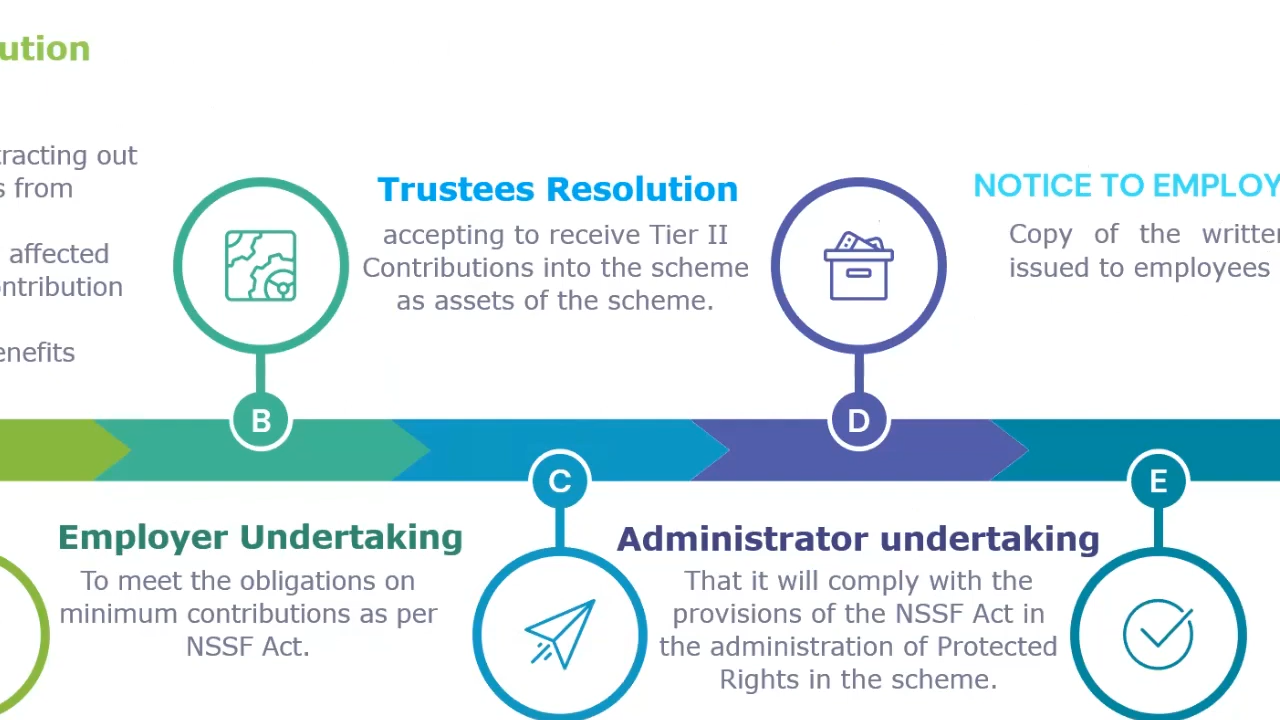 ution
tracting out
s from
affected
ntribution
enefits
Trustees Resolution
accepting to receive Tier II
Contributions into the scheme
as assets of the scheme.
NOTICE TO EMPLOY
Copy of the written
issued to employees
B
D
C
E
Employer Undertaking
To meet the obligations on
minimum contributions as per
NSSF Act.
Administrator undertaking
That it will comply with the
provisions of the NSSF Act in
the administration of Protected
Rights in the scheme.